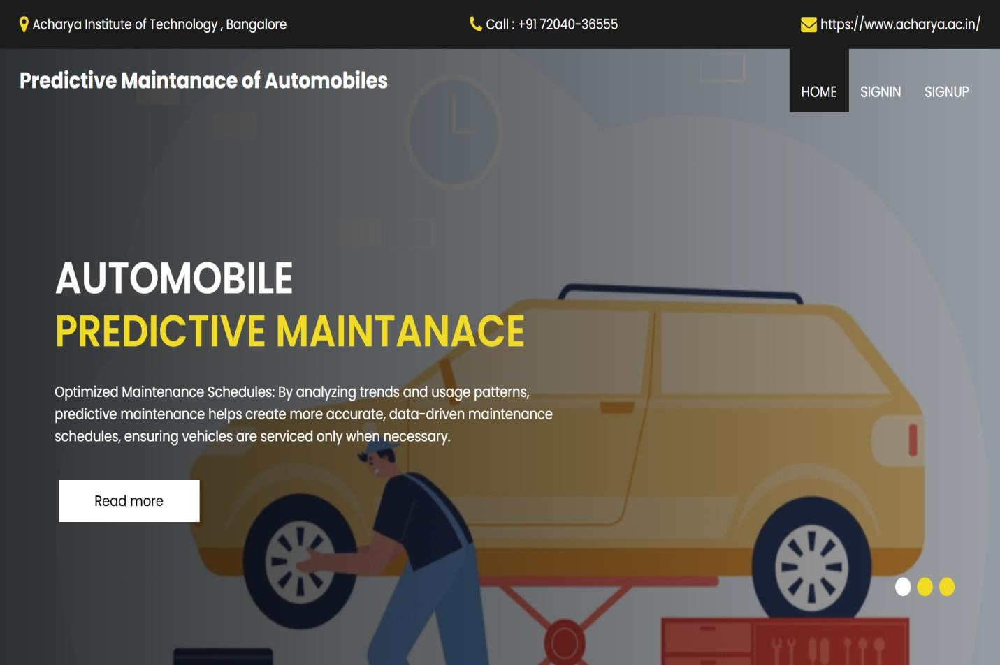 Acharya Institute of Technology , Bangalore
Call : +91 72040-36555
https://www.acharya.ac.in/
Predictive Maintanace of Automobiles
HOME
SIGNIN
SIGNUP
AUTOMOBILE
PREDICTIVE MAINTANACE
Optimized Maintenance Schedules: By analyzing trends and usage patterns,
predictive maintenance helps create more accurate, data-driven maintenance
schedules, ensuring vehicles are serviced only when necessary.
Read more